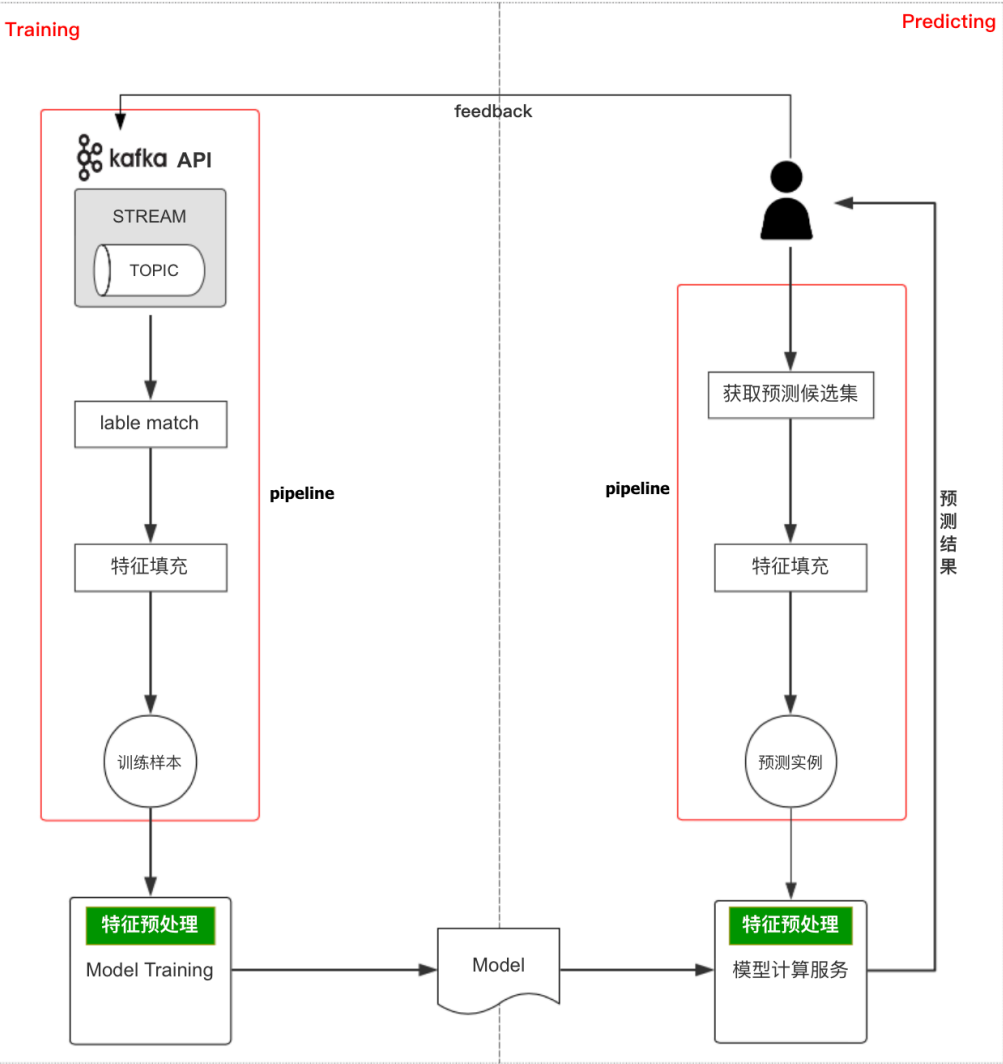 Training
Predicting
feedback
kafka API
STREAM
TOPIC
lable match
特征填充
训练样本
pipeline
特征预处理
Model Training
Model
pipeline
获取预测候选集
特征填充
预测实例
特征预处理
模型计算服务
预测结果